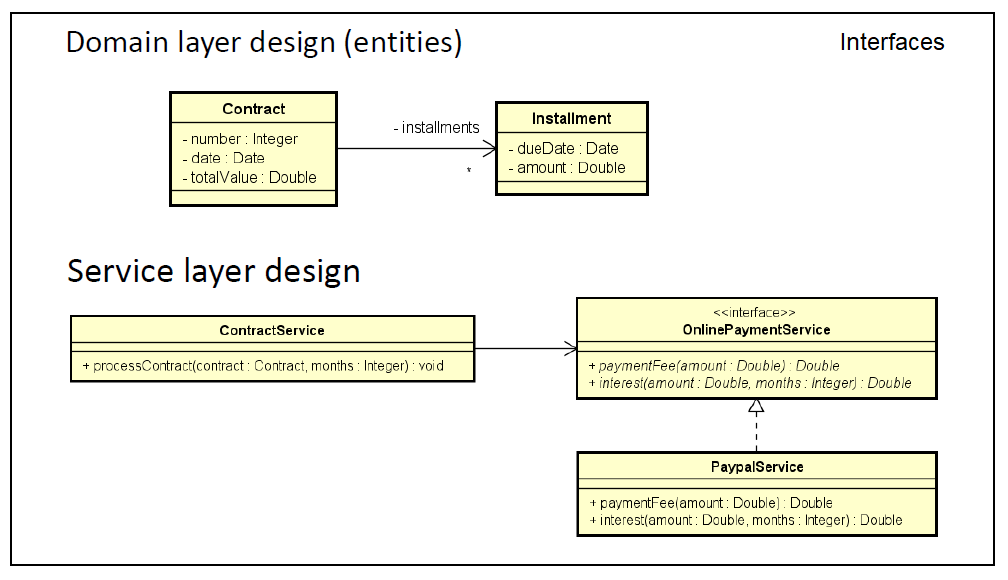 Domain layer design (entities)
Interfaces
Contract
- number : Integer
- date : Date
- totalValue : Double
- installments
*
Installment
- dueDate : Date
- amount : Double
Service layer design
ContractService
+ processContract(contract : Contract, months : Integer) : void
<<interface>>
OnlinePaymentService
+ paymentFee(amount : Double) : Double
+ interest(amount : Double, months : Integer) : Double
PaypalService
+ paymentFee(amount : Double) : Double
+ interest(amount : Double, months : Integer) : Double